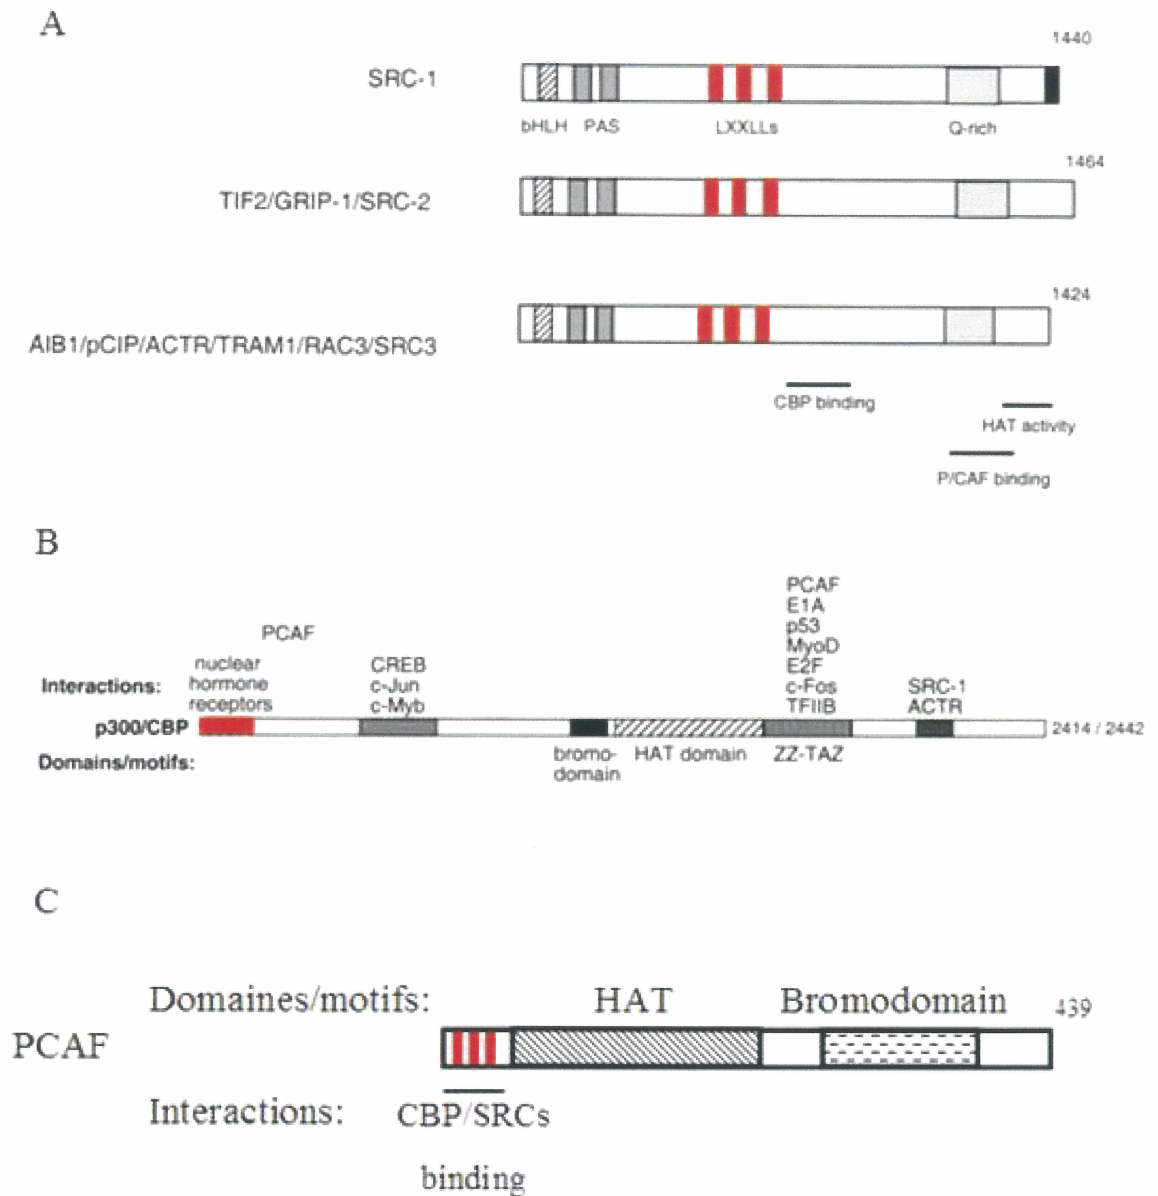 A
1440
SRC-1
bHLH PAS LXXLLs Q-rich
1464
TIF2/GRIP-1/SRC-2
1424
AIB1/pCIP/ACTR/TRAM1/RAC3/SRC3
CBP binding
HAT activity
P/CAF binding
B
PCAF
E1A
p53
MyoD
E2F
c-Fos
TFIIB
PCAF
nuclear
hormone
receptors
CREB
c-Jun
c-Myb
SRC-1
ACTR
Interactions:
p300/CBP
2414 / 2442
Domains/motifs:
bromo-
domain
HAT domain
ZZ-TAZ
C
Domaines/motifs: HAT Bromodomain 439
PCAF
Interactions: CBP/SRCs
binding